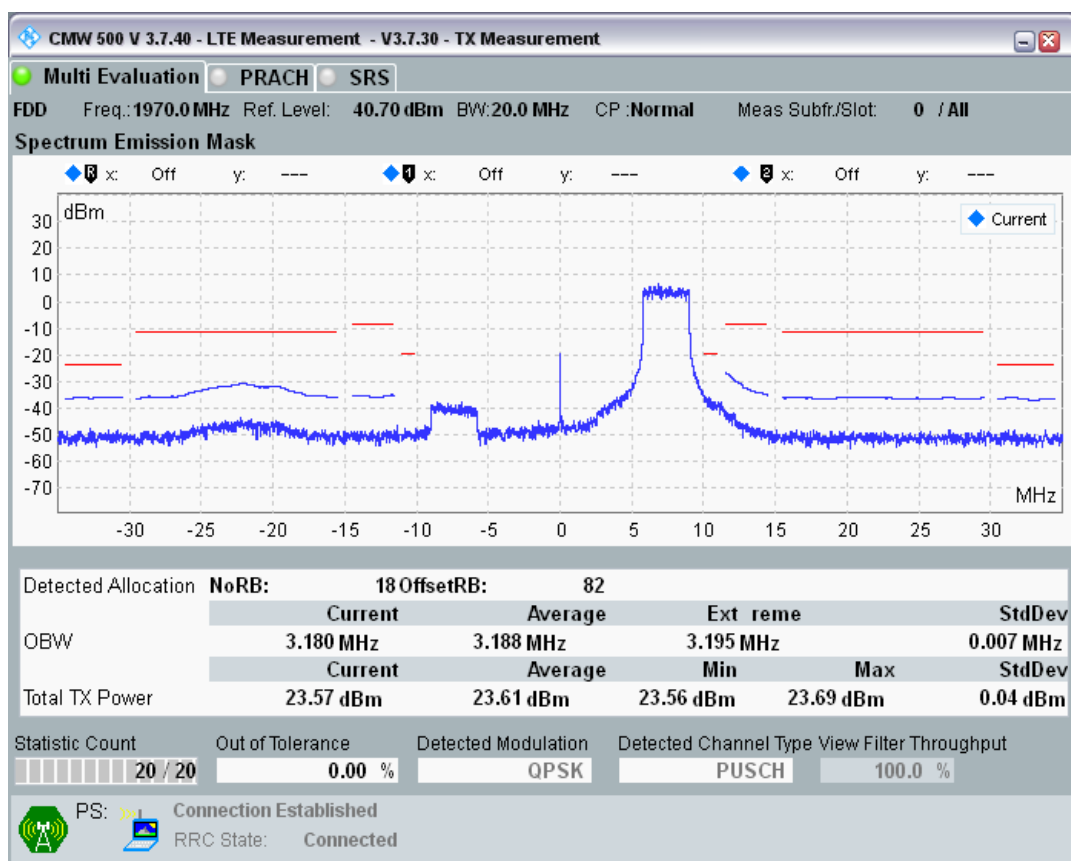 CMW 500 V 3.7.40 - LTE Measurement - V3.7.30 - TX Measurement
Multi Evaluation PRACH SRS
FDD Freq.: 1970.0 MHz Ref. Level: 40.70 dBm BW: 20.0 MHz CP : Normal Meas Subfr./Slot: 0 / All
Spectrum Emission Mask
R x: Off y: --- 1 x: Off y: --- 2 x: Off y: ---
dBm
Current
30
20
10
0
-10
-20
-30
-40
-50
-60
-70
MHz
-30 -25 -20 -15 -10 -5 0 5 10 15 20 25 30
Detected Allocation NoRB: 18 OffsetRB: 82
Current Average Ext reme StdDev
OBW 3.180 MHz 3.188 MHz 3.195 MHz 0.007 MHz
Current Average Min Max StdDev
Total TX Power 23.57 dBm 23.61 dBm 23.56 dBm 23.69 dBm 0.04 dBm
Statistic Count Out of Tolerance Detected Modulation Detected Channel Type View Filter Throughput
20 / 20 0.00 % QPSK PUSCH 100.0 %
PS: Connection Established
RRC State: Connected